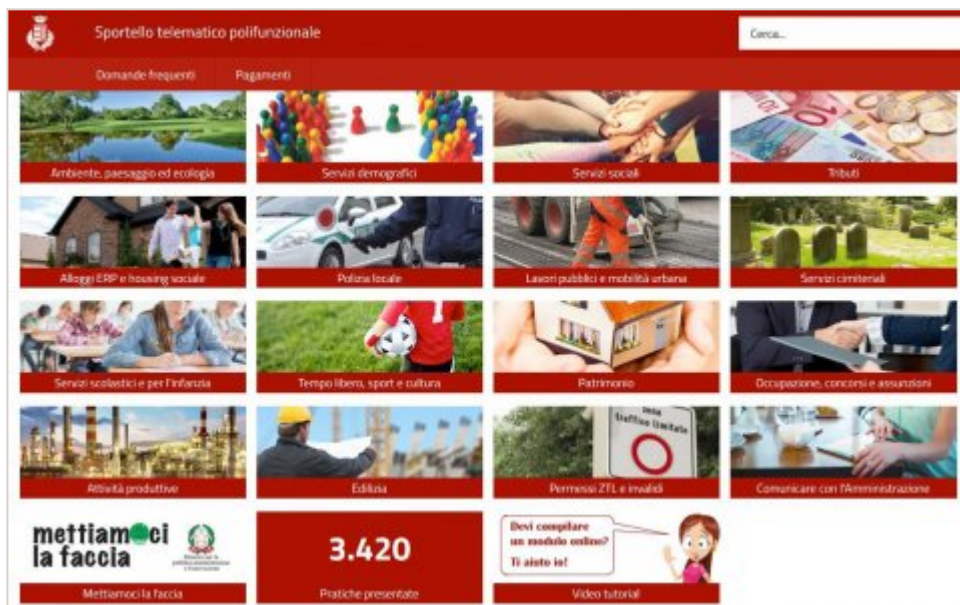 Sportello telematico polifunzionale
Cerca...
Domande frequenti
Pagamenti
Ambiente, paesaggio ed ecologia
Servizi demografici
Servizi sociali
Tributi
Alloggi ERP e housing sociale
Polizia locale
Lavori pubblici e mobilità urbana
Servizi cimiteriali
Servizi scolastici e per l'infanzia
Tempo libero, sport e cultura
Patrimonio
Occupazione, concorsi e assunzioni
zona
traffico limitato
Attività produttive
Edilizia
Permessi ZTL e invalidi
Comunicare con l'Amministrazione
mettiamoci
la faccia
Mettiamoci la faccia
3.420
Pratiche presentate
Devi compilare
un modulo online?
Ti aiuto io!
Video tutorial